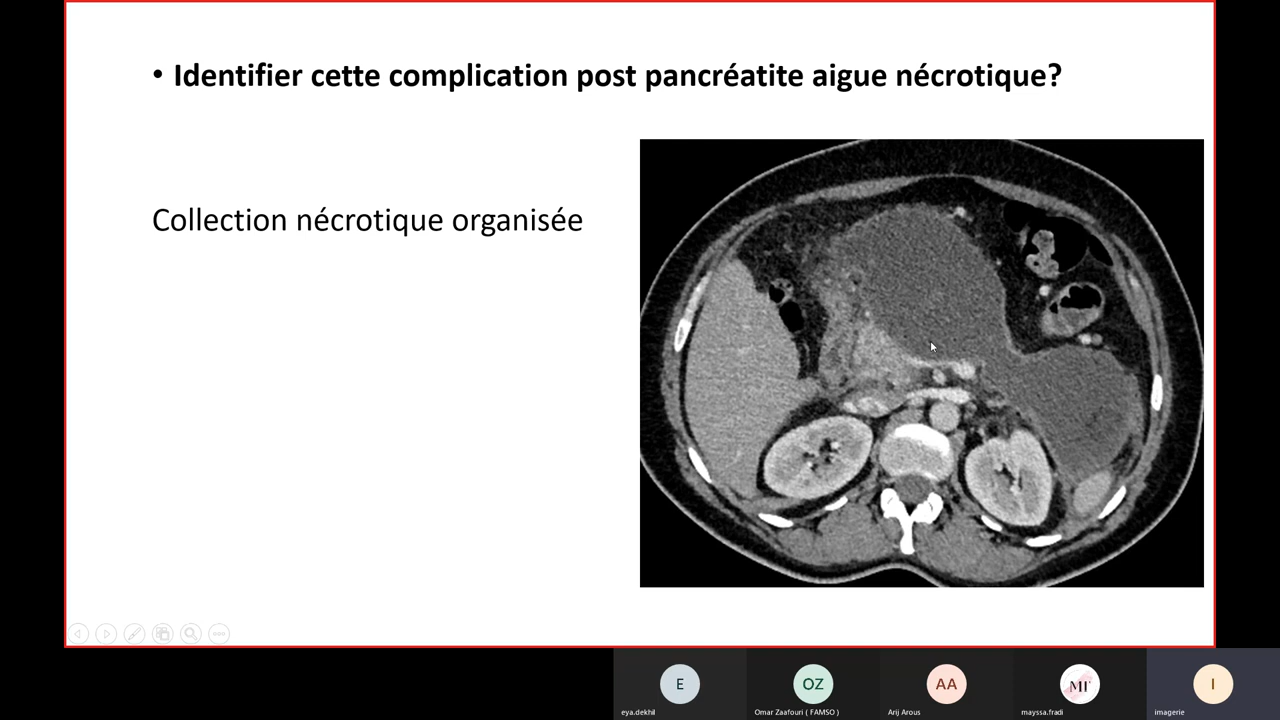 • Identifier cette complication post pancréatite aigue nécrotique?
Collection nécrotique organisée
E
OZ
AA
MF
I
eya.dekhil
Omar Zaafouri ( FAMSO )
Arij Arous
mayssa.fradi
imagerie